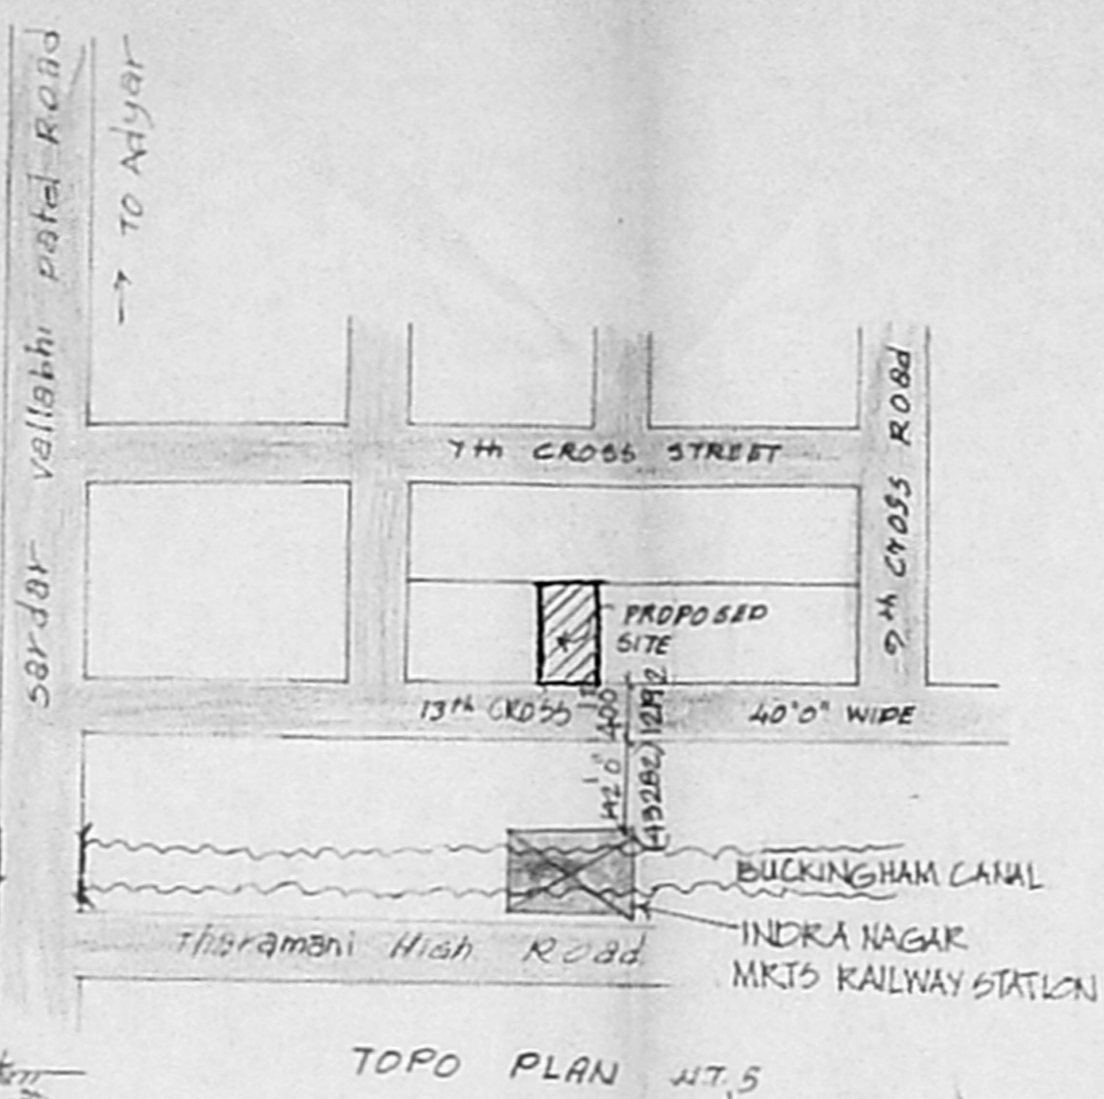 sardar vallabhi patel Road
→ TO Adyar
7th CROSS STREET
9th Cross ROad
PROPOSED
SITE
13th CROSS
40'0" WIDE
BUCKINGHAM CANAL
INDRA NAGAR
MRTS RAILWAY STATION
Tharamani High Road
TOPO PLAN N.T.S